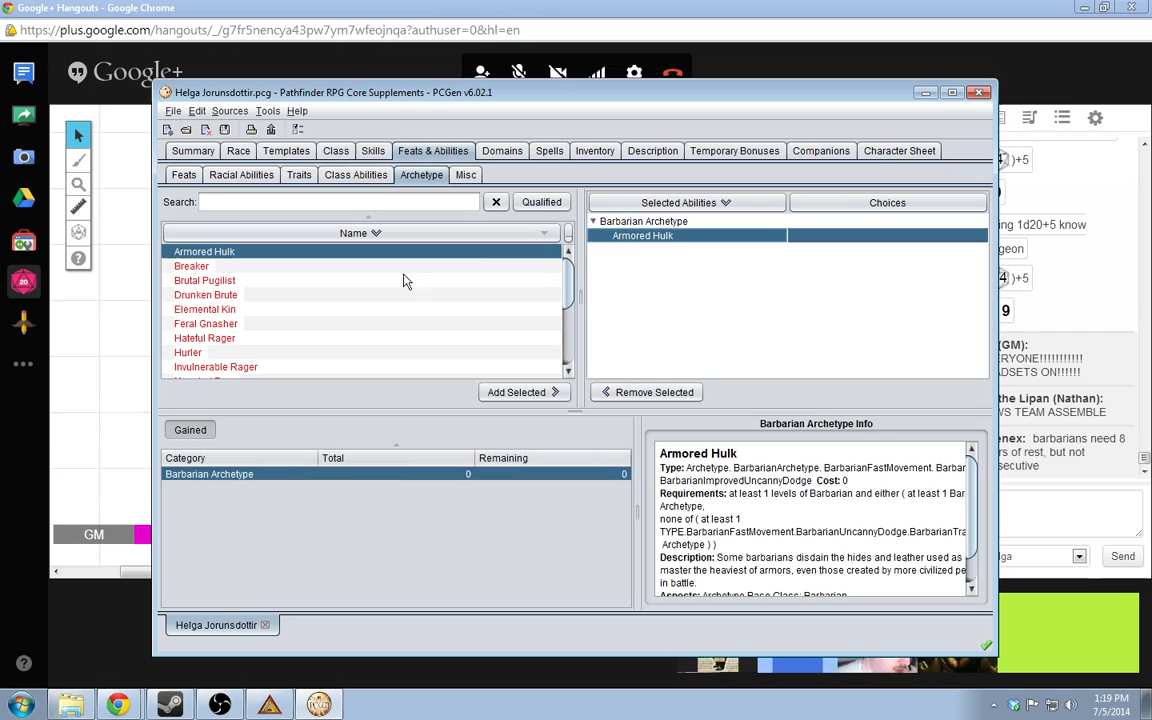 Google+ Hangouts - Google Chrome
https://plus.google.com/hangouts/_/g7fr5nencya43pw7ym7wfeojnqa?authuser=0&hl=en
Google+
Helga Jorunsdottir.pcg - Pathfinder RPG Core Supplements - PCGen v6.02.1
File Edit Sources Tools Help
Summary Race Templates Class Skills Feats & Abilities Domains Spells Inventory Description Temporary Bonuses Companions Character Sheet
Feats Racial Abilities Traits Class Abilities Archetype Misc
Search: Qualified
Selected Abilities Choices
Name ...
Barbarian Archetype
Armored Hulk
Armored Hulk
Breaker
Brutal Pugilist
Drunken Brute
Elemental Kin
Feral Gnasher
Hateful Rager
Hurler
Invulnerable Rager
Add Selected
Remove Selected
Gained
Category Total Remaining
Barbarian Archetype 0 0
Barbarian Archetype Info
Armored Hulk
Type: Archetype. BarbarianArchetype. BarbarianFastMovement. Barbar
BarbarianImprovedUncannyDodge Cost: 0
Requirements: at least 1 levels of Barbarian and either ( at least 1 Bar
Archetype,
none of ( at least 1
TYPE.BarbarianFastMovement.BarbarianUncannyDodge.BarbarianTra
Archetype ) )
Description: Some barbarians disdain the hides and leather used as
master the heaviest of armors, even those created by more civilized pe
in battle.
Aspects: Archetype Base Class: Barbarian
Helga Jorunsdottir
)+5
ing 1d20+5 know
geon
)+5
9
(GM):
ERYONE!!!!!!!!!!!
ADSETS ON!!!!!!
the Lipan (Nathan):
WS TEAM ASSEMBLE
enex: barbarians need 8
rs of rest, but not
secutive
lga
Send
GM
1:19 PM
7/5/2014